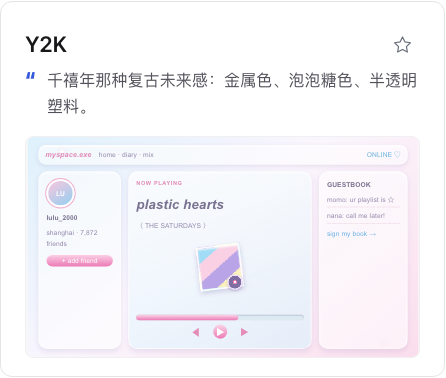 Y2K
“ 千禧年那种复古未来感：金属色、泡泡糖色、半透明
塑料。
myspace.exe home · diary · mix ONLINE ♡
LU
lulu_2000
shanghai · 7,872
friends
+ add friend
NOW PLAYING
plastic hearts
( THE SATURDAYS )
GUESTBOOK
momo: ur playlist is ☆
nana: call me later!
sign my book →